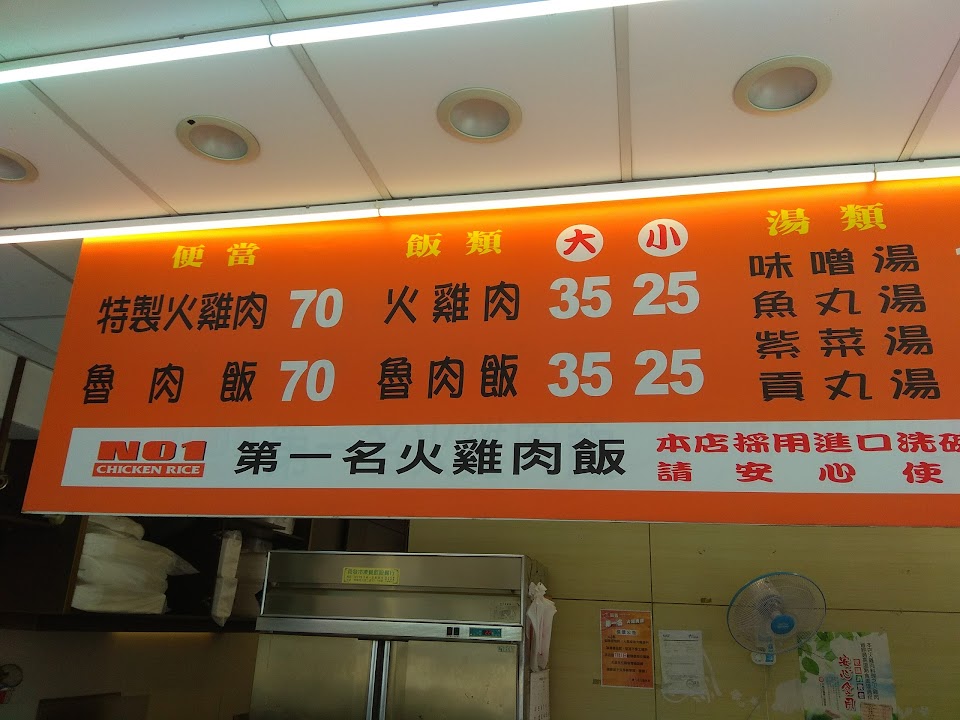 便當
特製火雞肉 70
魯肉飯 70
飯類 大 小
火雞肉 35 25
魯肉飯 35 25
湯類
味噌湯
魚丸湯
紫菜湯
貢丸湯
NO1
CHICKEN RICE
第一名火雞肉飯
本店採用進口洗碗
請安心使